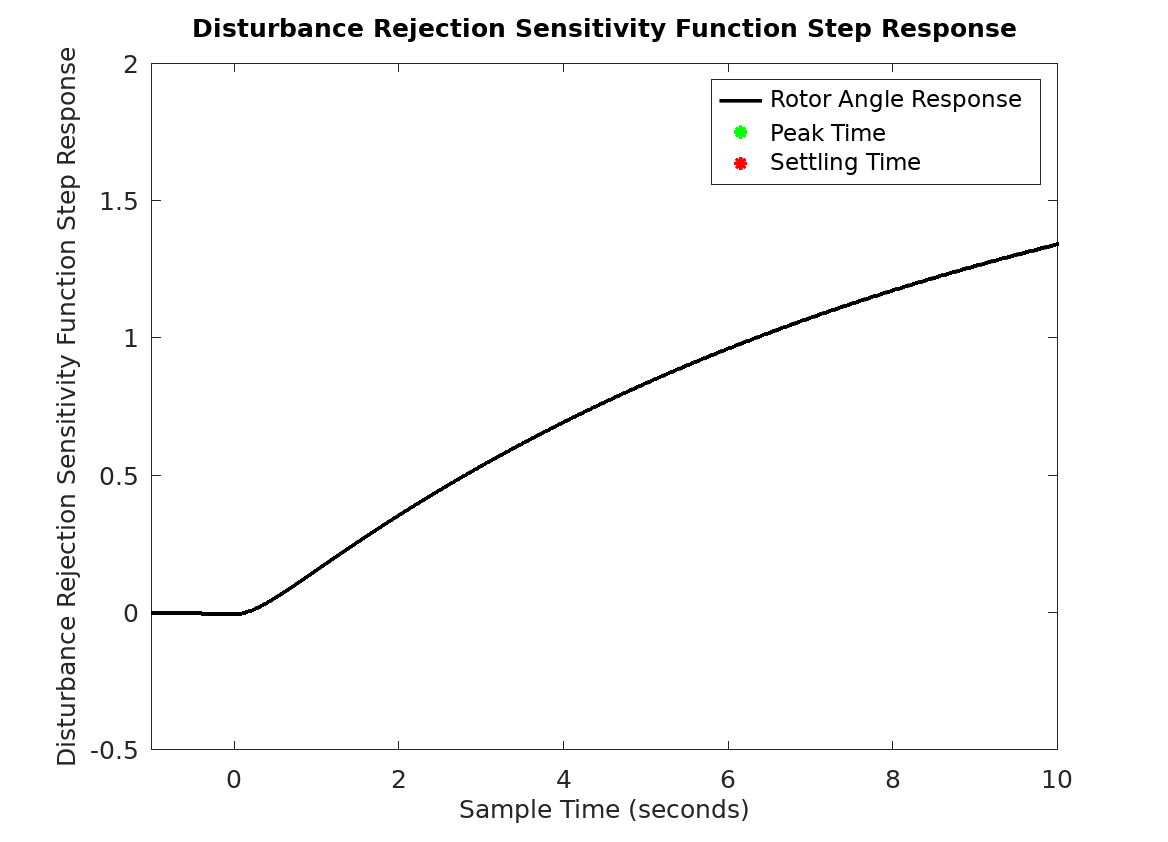 Disturbance Rejection Sensitivity Function Step Response
Disturbance Rejection Sensitivity Function Step Response
2
1.5
1
0.5
0
-0.5
Rotor Angle Response
Peak Time
Settling Time
0 2 4 6 8 10
Sample Time (seconds)